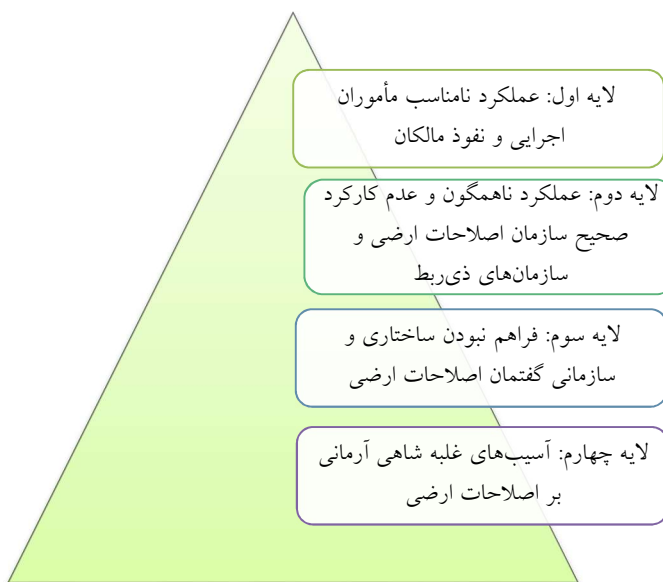 لایه اول: عملکرد نامناسب مأموران
اجرایی و نفوذ مالکان
لایه دوم: عملکرد ناهمگون و عدم کارکرد
صحیح سازمان اصلاحات ارضی و
سازمان‌های ذی‌ربط
لایه سوم: فراهم نبودن ساختاری و
سازمانی گفتمان اصلاحات ارضی
لایه چهارم: آسیب‌های غلبه شاهی آرمانی
بر اصلاحات ارضی